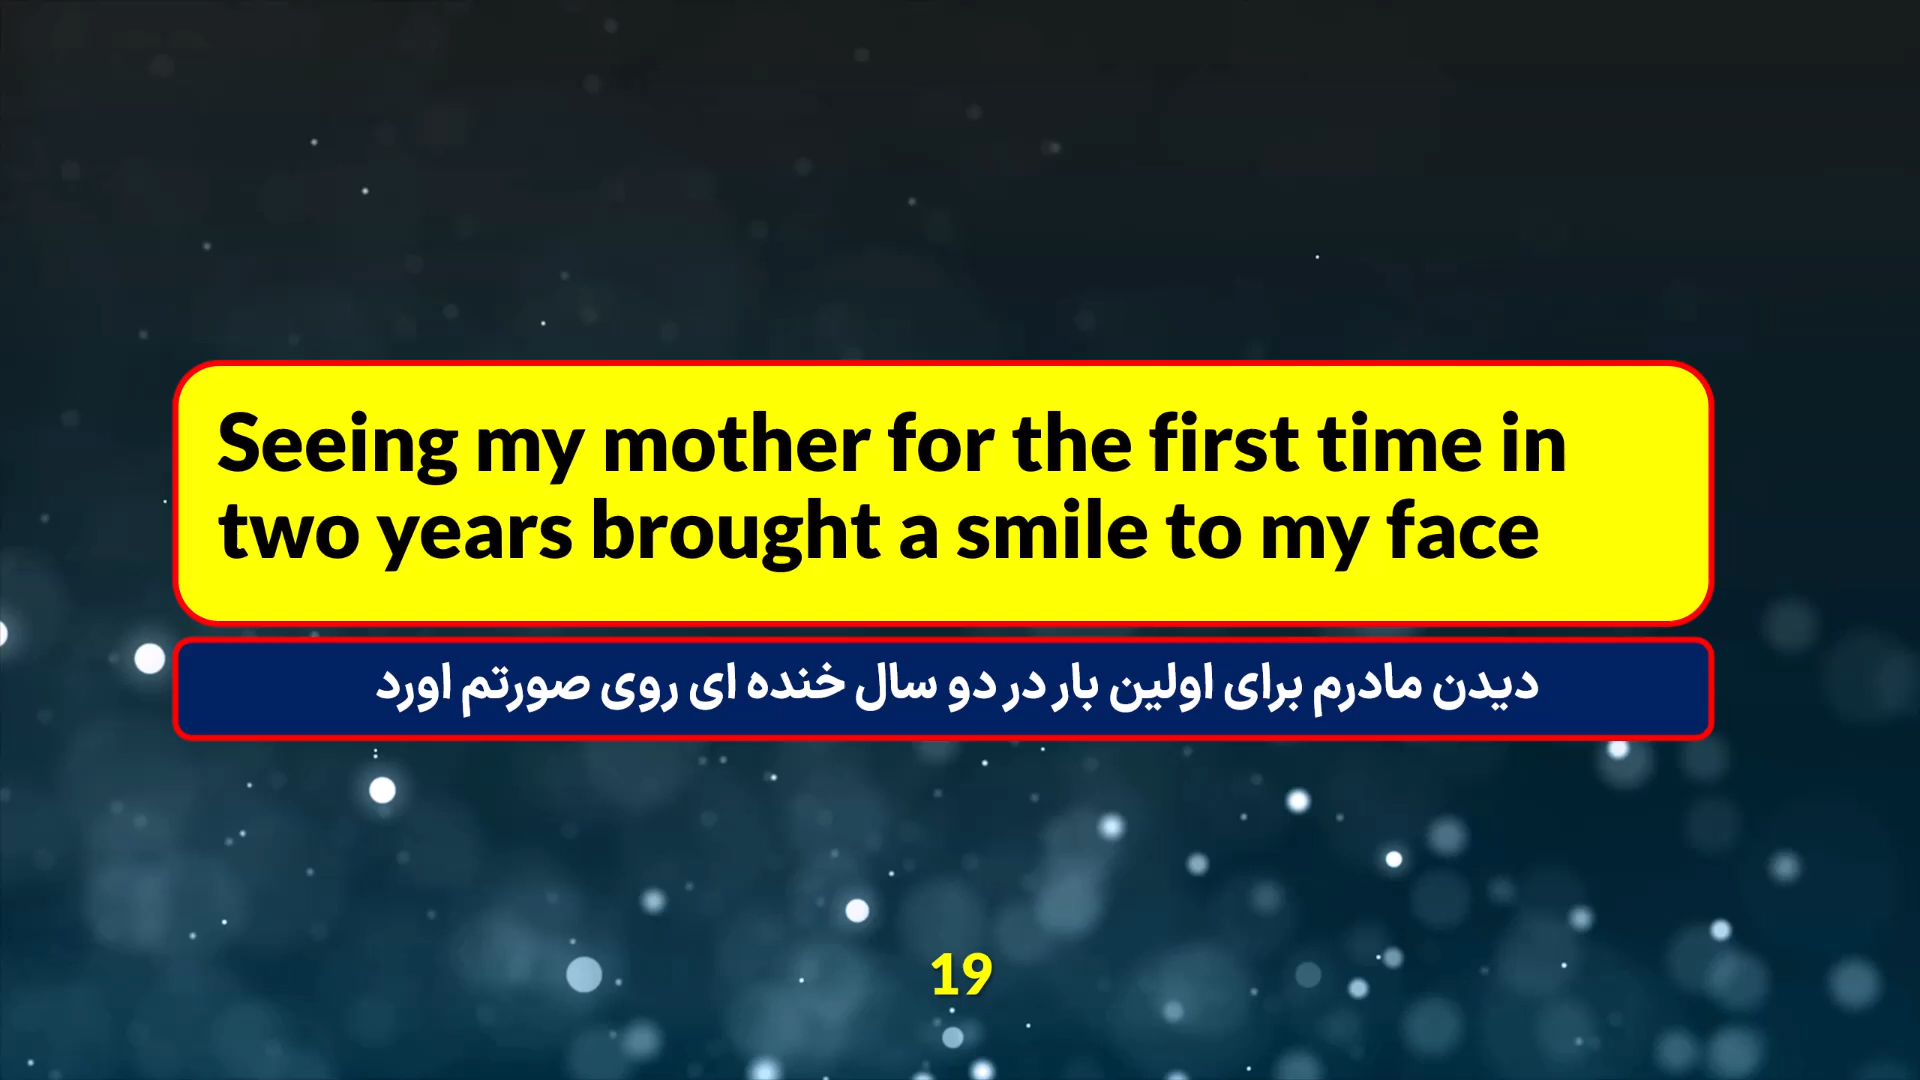 Seeing my mother for the first time in
two years brought a smile to my face
دیدن مادرم برای اولین بار در دو سال خنده ای روی صورتم اورد
19